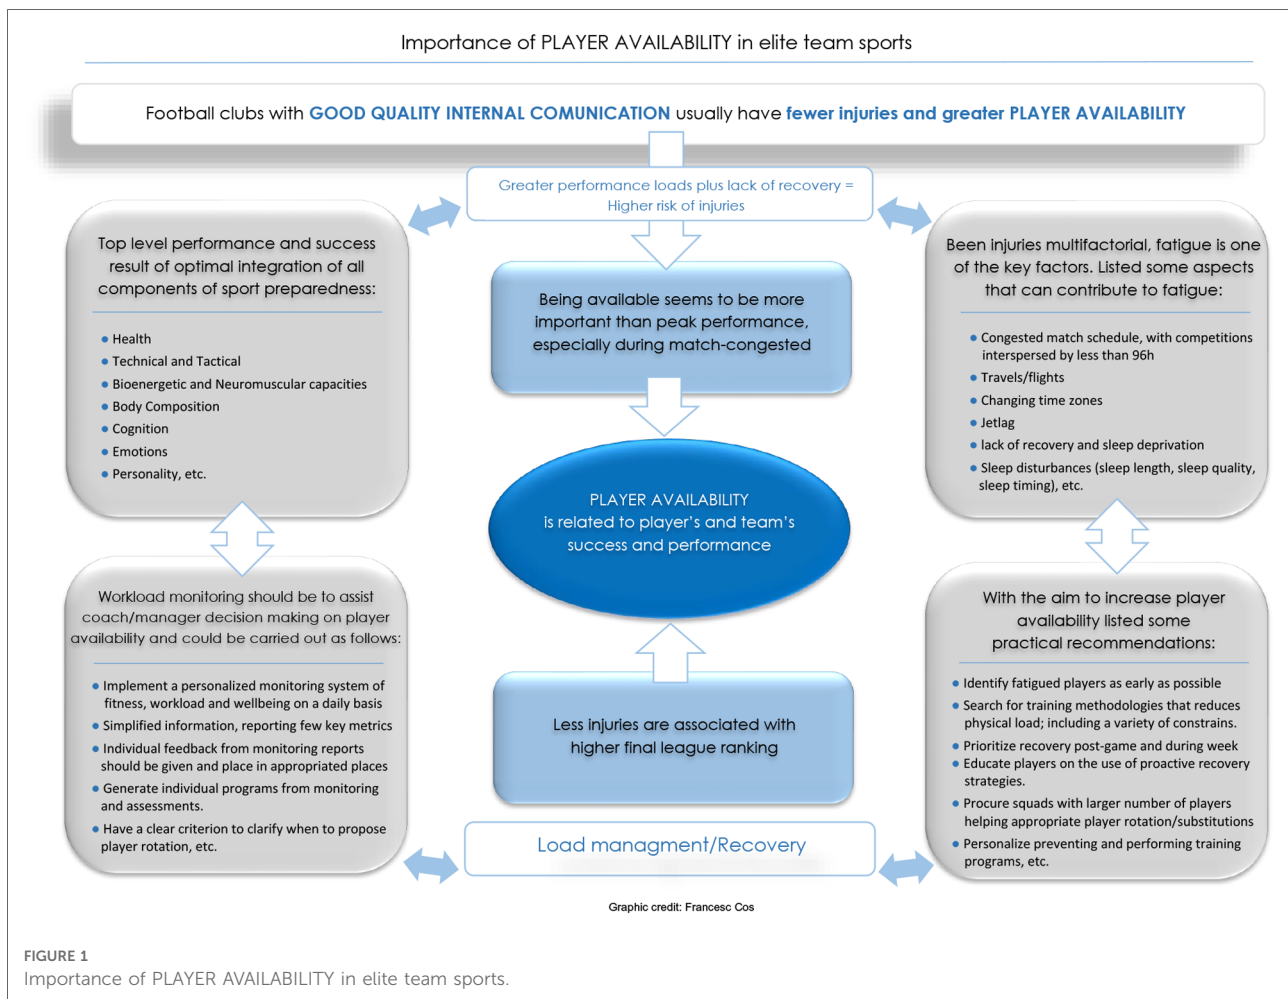 Importance of PLAYER AVAILABILITY in elite team sports
Football clubs with GOOD QUALITY INTERNAL COMUNICATION usually have fewer injuries and greater PLAYER AVAILABILITY
Greater performance loads plus lack of recovery =
Higher risk of injuries
Top level performance and success
result of optimal integration of all
components of sport preparedness:
• Health
• Technical and Tactical
• Bioenergetic and Neuromuscular capacities
• Body Composition
• Cognition
• Emotions
• Personality, etc.
Being available seems to be more
important than peak performance,
especially during match-congested
Been injuries multifactorial, fatigue is one
of the key factors. Listed some aspects
that can contribute to fatigue:
• Congested match schedule, with competitions
interspersed by less than 96h
• Travels/flights
• Changing time zones
• Jetlag
• lack of recovery and sleep deprivation
• Sleep disturbances (sleep length, sleep quality,
sleep timing), etc.
PLAYER AVAILABILITY
is related to player's and team's
success and performance
Workload monitoring should be to assist
coach/manager decision making on player
availability and could be carried out as follows:
• Implement a personalized monitoring system of
fitness, workload and wellbeing on a daily basis
• Simplified information, reporting few key metrics
• Individual feedback from monitoring reports
should be given and place in appropriated places
• Generate individual programs from monitoring
and assessments.
• Have a clear criterion to clarify when to propose
player rotation, etc.
Less injuries are associated with
higher final league ranking
With the aim to increase player
availability listed some
practical recommendations:
• Identify fatigued players as early as possible
• Search for training methodologies that reduces
physical load; including a variety of constrains.
• Prioritize recovery post-game and during week
• Educate players on the use of proactive recovery
strategies.
• Procure squads with larger number of players
helping appropriate player rotation/substitutions
• Personalize preventing and performing training
programs, etc.
Load managment/Recovery
Graphic credit: Francesc Cos
FIGURE 1
Importance of PLAYER AVAILABILITY in elite team sports.